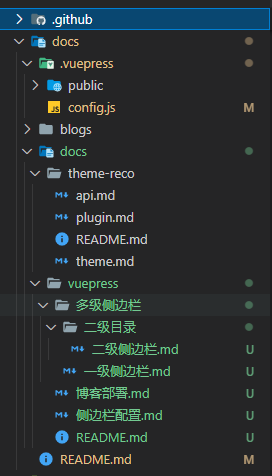 .github
docs
.vuepress
public
JS config.js M
blogs
docs
theme-reco
api.md
plugin.md
README.md
theme.md
vuepress
多级侧边栏
二级目录
二级侧边栏.md U
一级侧边栏.md U
博客部署.md U
侧边栏配置.md U
README.md U
README.md M